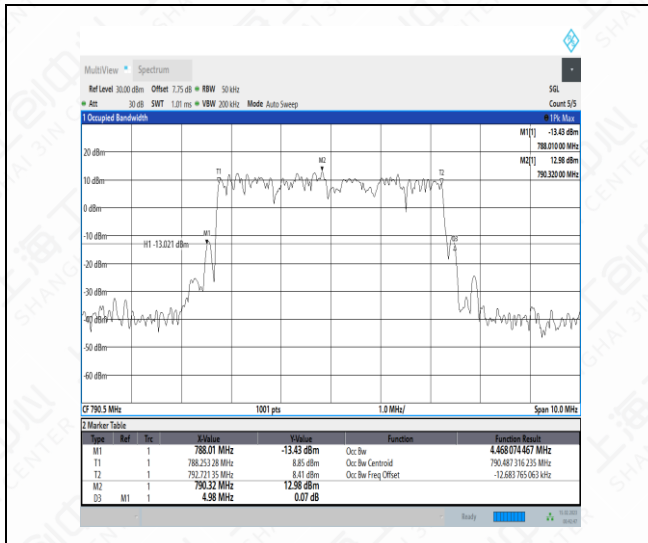 MultiView Spectrum
Ref Level 30.00 dBm Offset 7.75 dB RBW 50 kHz SGL
Att 30 dB SWT 1.01 ms VBW 200 kHz Mode Auto Sweep Count 5/5
1 Occupied Bandwidth 1Pk Max
M1[1] -13.43 dBm
788.010 00 MHz
M2[1] 12.98 dBm
790.320 00 MHz
20 dBm
M2
T1 T2
10 dBm
0 dBm
-10 dBm
M1
D3
H1 -13.021 dBm
-20 dBm
-30 dBm
-40 dBm
-50 dBm
-60 dBm
CF 790.5 MHz 1001 pts 1.0 MHz/ Span 10.0 MHz
2 Marker Table
Type Ref Trc X-Value Y-Value Function Function Result
M1 1 788.01 MHz -13.43 dBm Occ Bw 4.468 074 467 MHz
T1 1 788.253 28 MHz 8.85 dBm Occ Bw Centroid 790.487 316 235 MHz
T2 1 792.721 35 MHz 8.41 dBm Occ Bw Freq Offset -12.683 765 063 kHz
M2 1 790.32 MHz 12.98 dBm
D3 M1 1 4.98 MHz 0.07 dB
Ready